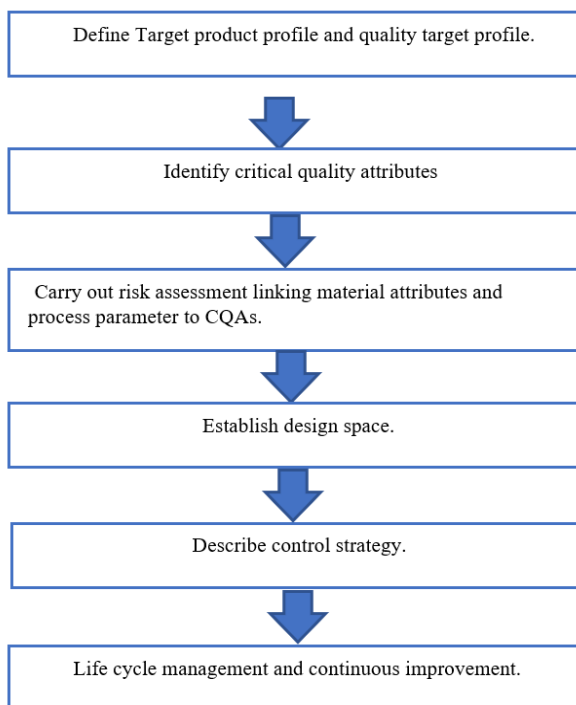 Define Target product profile and quality target profile.
Identify critical quality attributes
Carry out risk assessment linking material attributes and
process parameter to CQAs.
Establish design space.
Describe control strategy.
Life cycle management and continuous improvement.